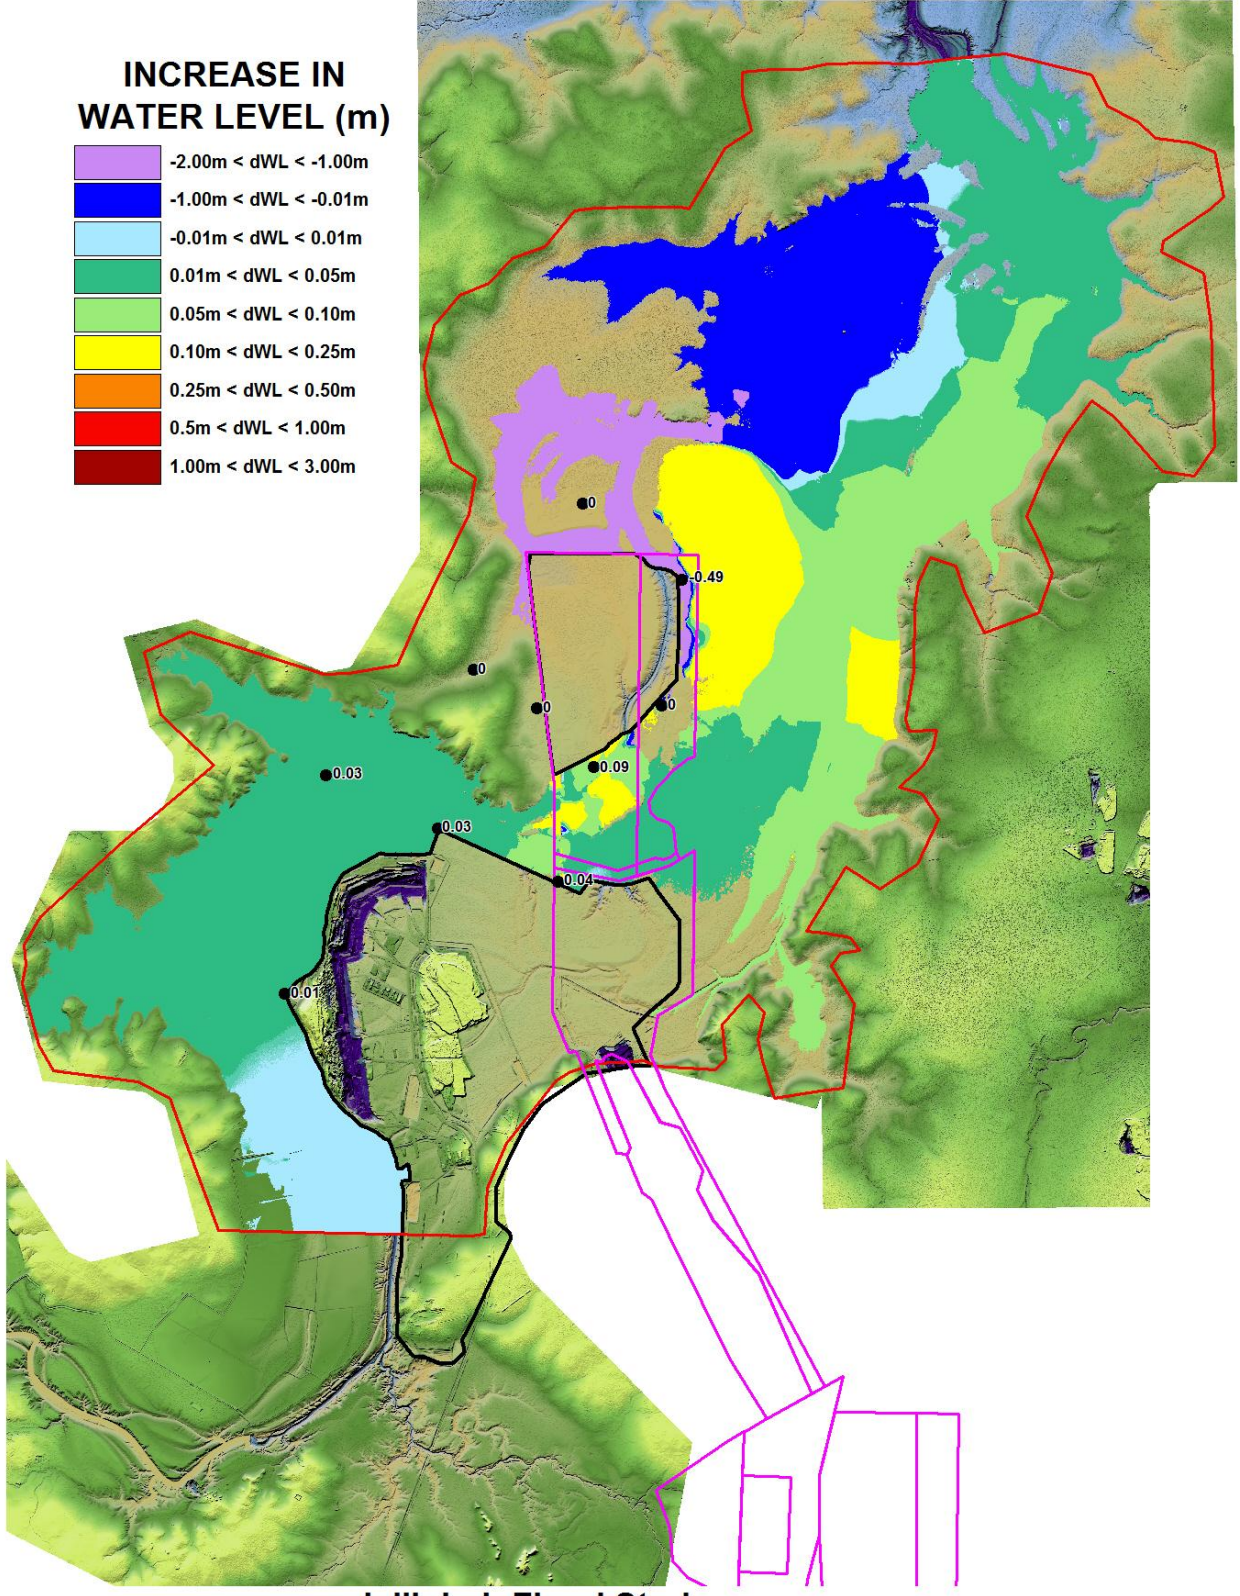 INCREASE IN
WATER LEVEL (m)
-2.00m < dWL < -1.00m
-1.00m < dWL < -0.01m
-0.01m < dWL < 0.01m
0.01m < dWL < 0.05m
0.05m < dWL < 0.10m
0.10m < dWL < 0.25m
0.25m < dWL < 0.50m
0.5m < dWL < 1.00m
1.00m < dWL < 3.00m
0
-0.49
0
0
0
0.09
0.03
0.03
0.04
0.01